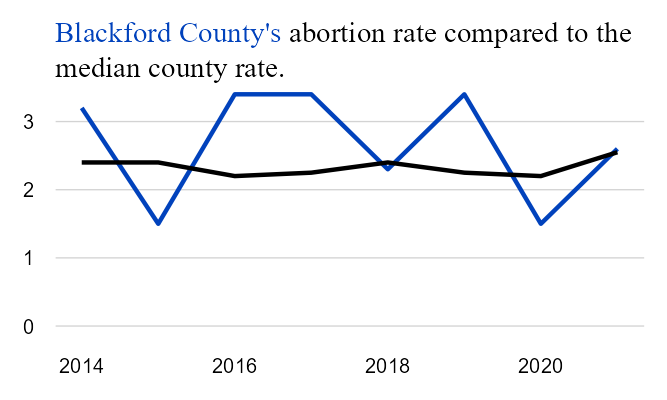 Blackford County's abortion rate compared to the
median county rate.
3
2
1
0
2014 2016 2018 2020